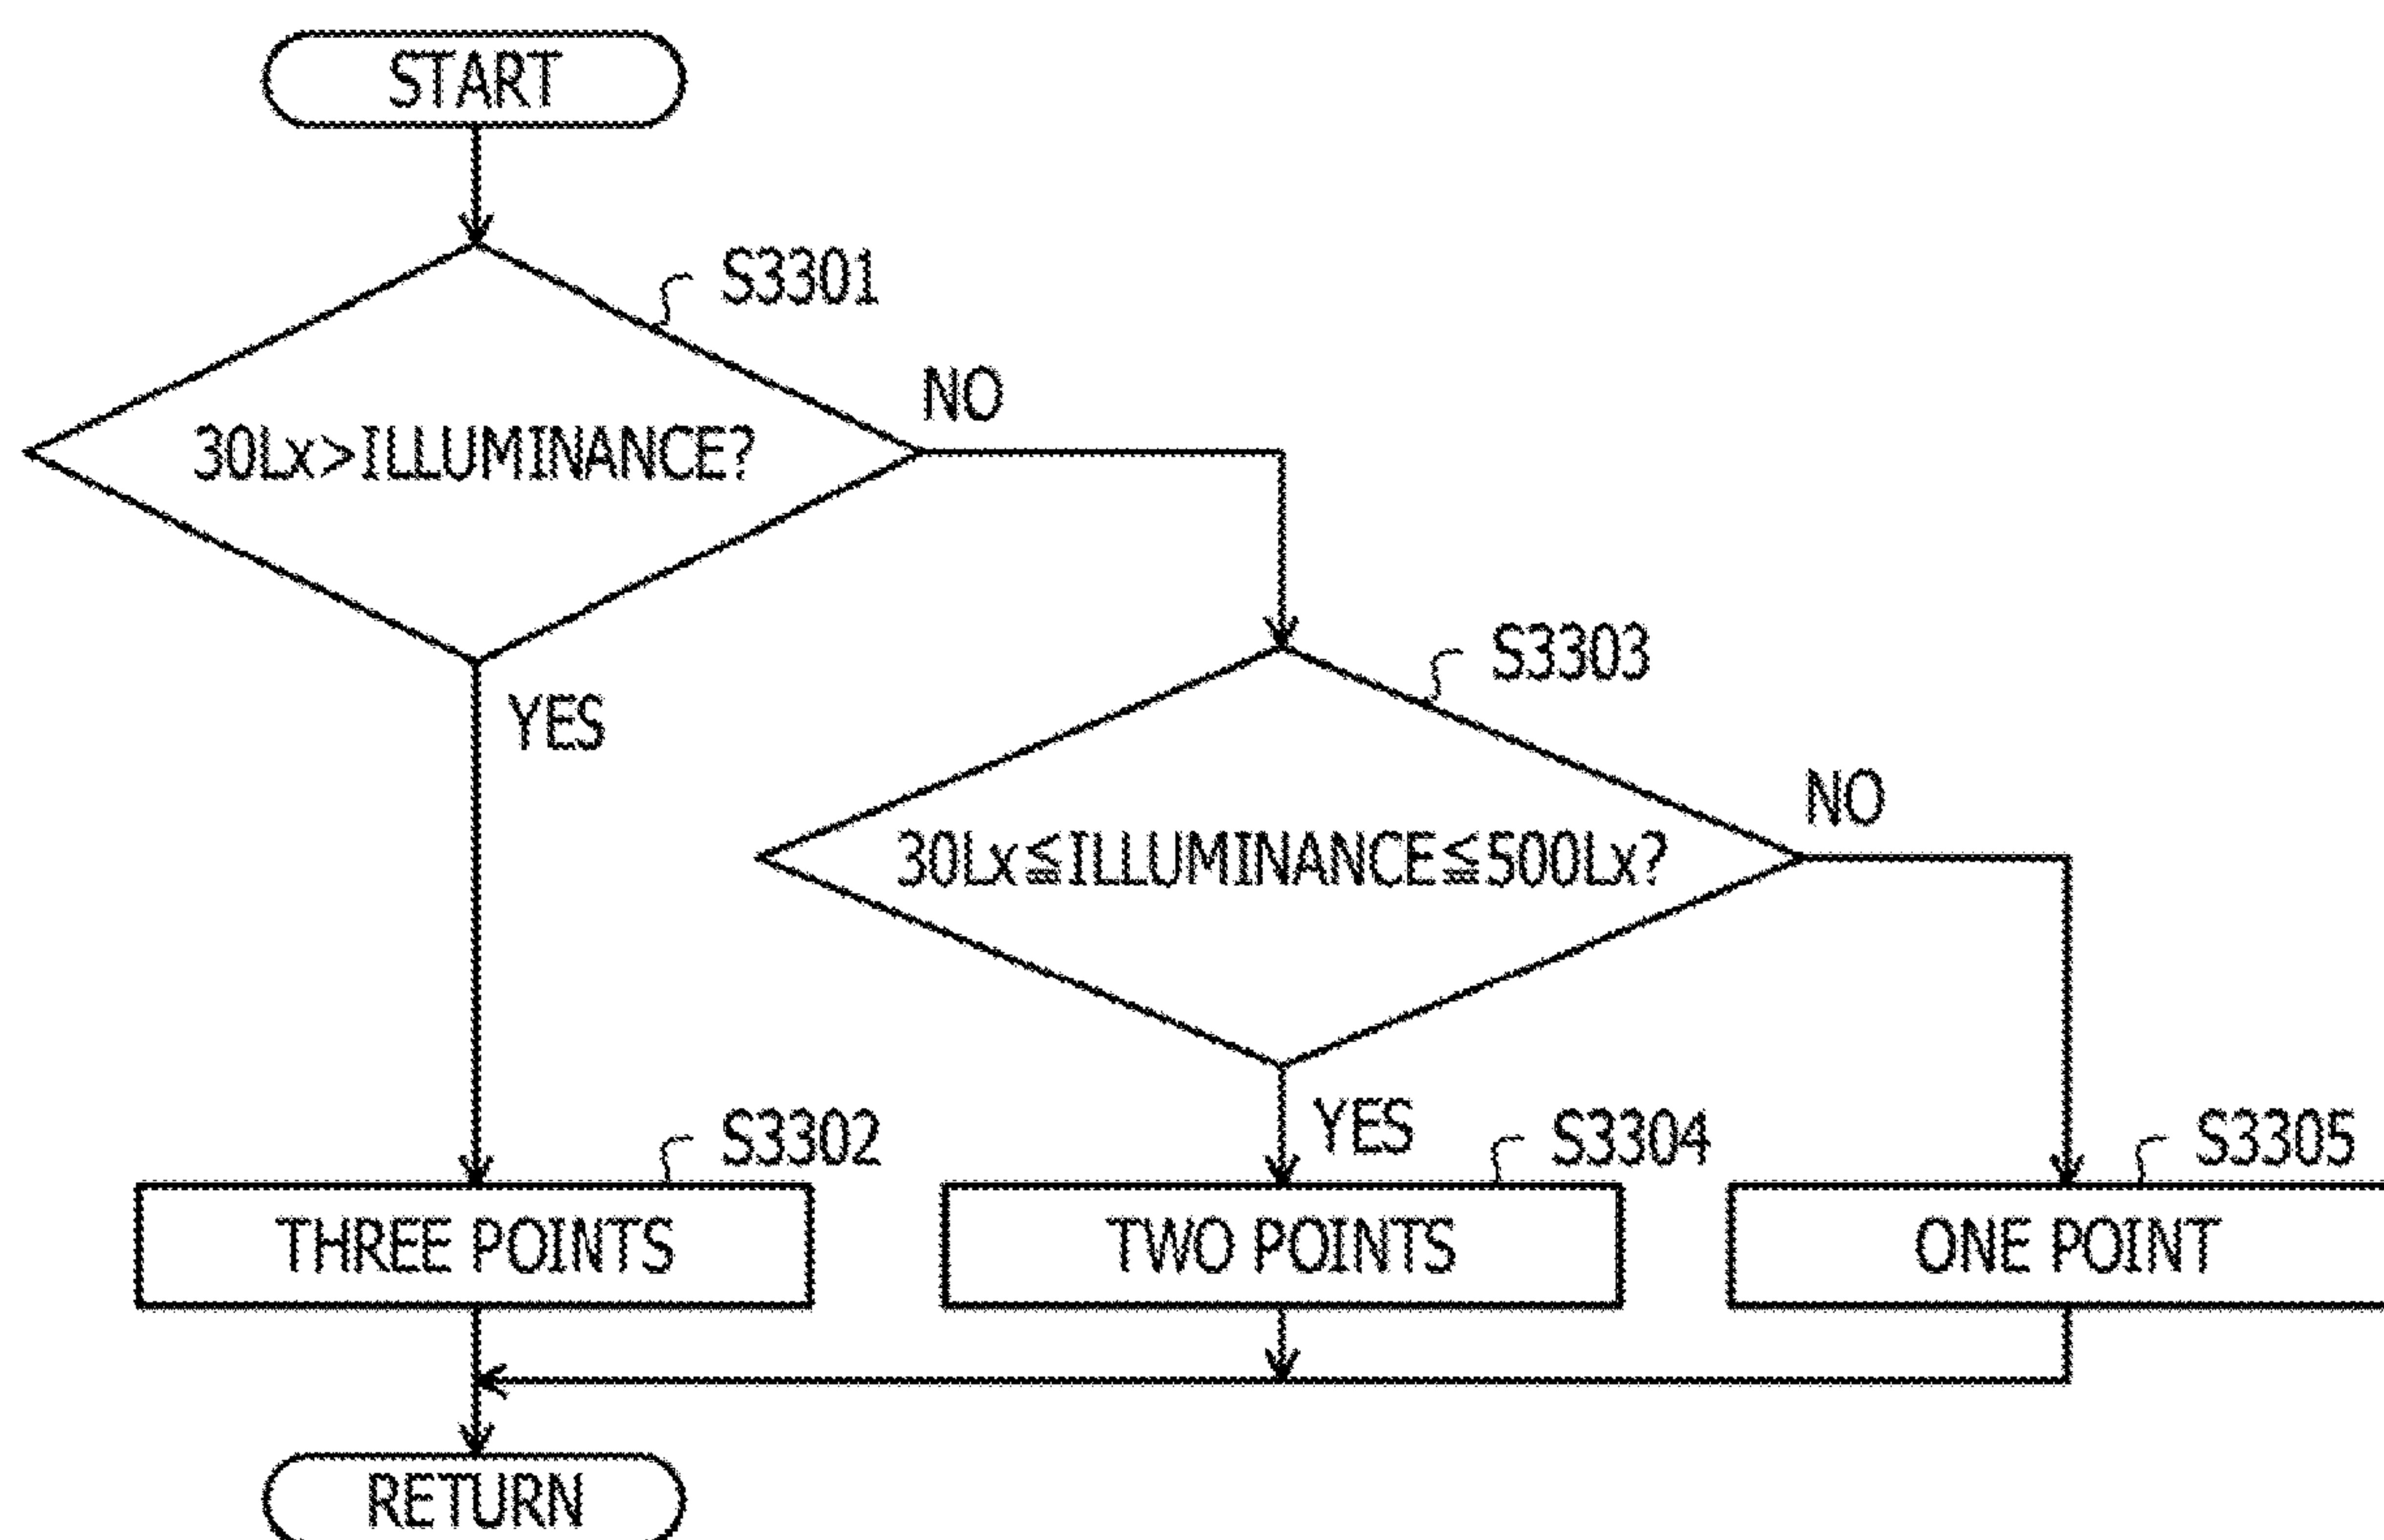 START
S3301
NO
30Lx>ILLUMINANCE?
YES
S3303
NO
30Lx≦ILLUMINANCE≦500Lx?
YES
S3302
S3304
S3305
THREE POINTS
TWO POINTS
ONE POINT
RETURN